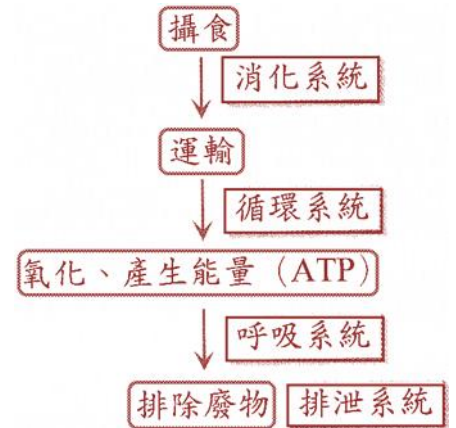 攝食
消化系統
運輸
循環系統
氧化、產生能量（ATP）
呼吸系統
排除廢物 排泄系統